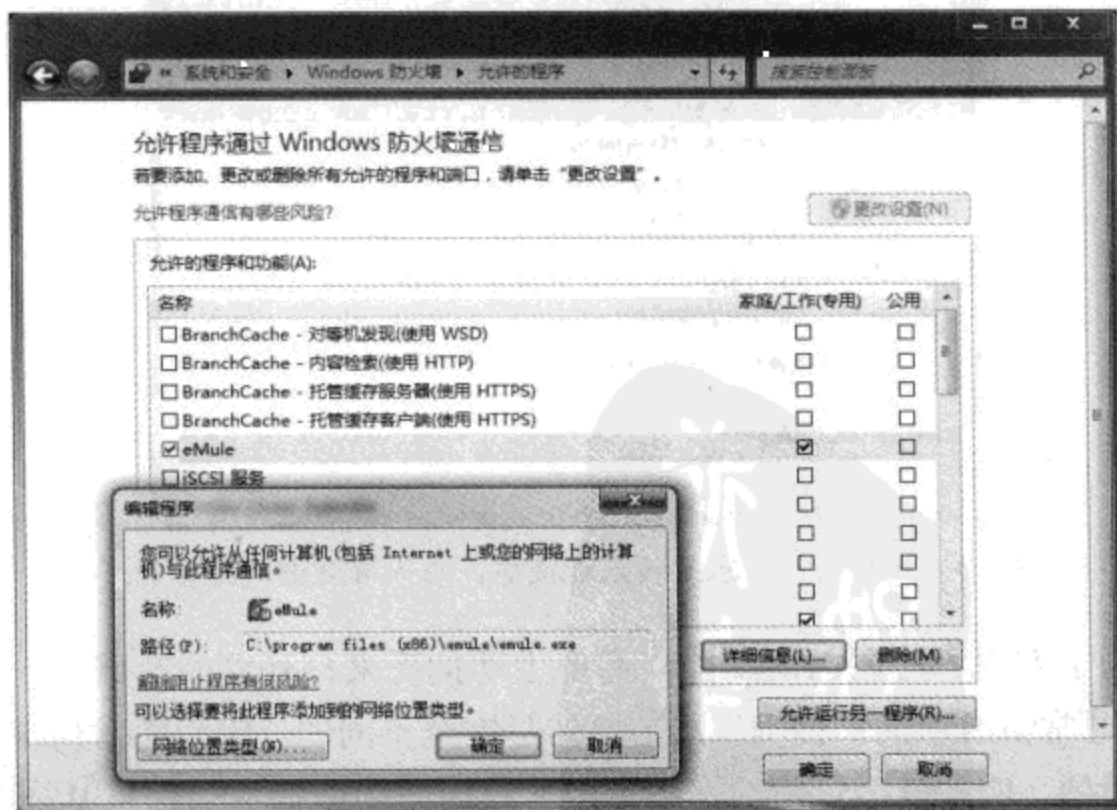 « 系统和安全 ▸ Windows 防火墙 ▸ 允许的程序
搜索控制面板
允许程序通过 Windows 防火墙通信
若要添加、更改或删除所有允许的程序和端口，请单击“更改设置”。
允许程序通信有哪些风险?
更改设置(N)
允许的程序和功能(A):
名称 家庭/工作(专用) 公用
BranchCache - 对等机发现(使用 WSD)
BranchCache - 内容检索(使用 HTTP)
BranchCache - 托管缓存服务器(使用 HTTPS)
BranchCache - 托管缓存客户端(使用 HTTPS)
eMule
iSCSI 服务
编辑程序
您可以允许从任何计算机(包括 Internet 上或您的网络上的计算
机)与此程序通信。
名称: eMule
路径(P): C:\program files (x86)\emule\emule.exe
解除阻止程序有何风险?
可以选择要将此程序添加到的网络位置类型。
网络位置类型(N)... 确定 取消
详细信息(L)... 删除(M)
允许运行另一程序(R)...
确定 取消